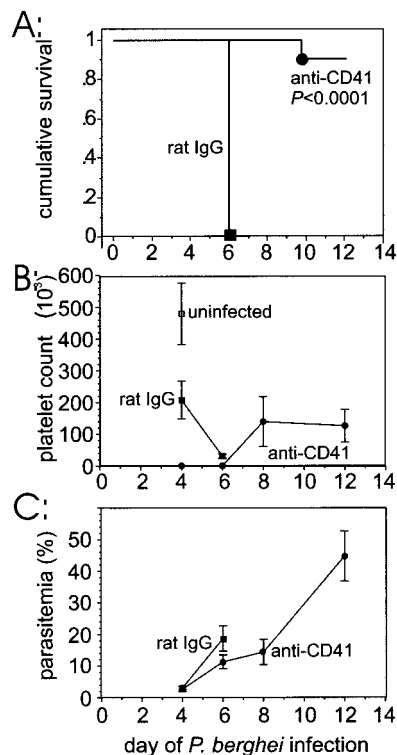 A:
cumulative survival
1
.8
.6
.4
.2
0
rat IgG
anti-CD41
P<0.0001
0 2 4 6 8 10 12 14
B:
platelet count (10³)
600
500
400
300
200
100
0
uninfected
rat IgG
anti-CD41
0 2 4 6 8 10 12 14
C:
parasitemia (%)
50
40
30
20
10
0
rat IgG
anti-CD41
0 2 4 6 8 10 12 14
day of P. berghei infection